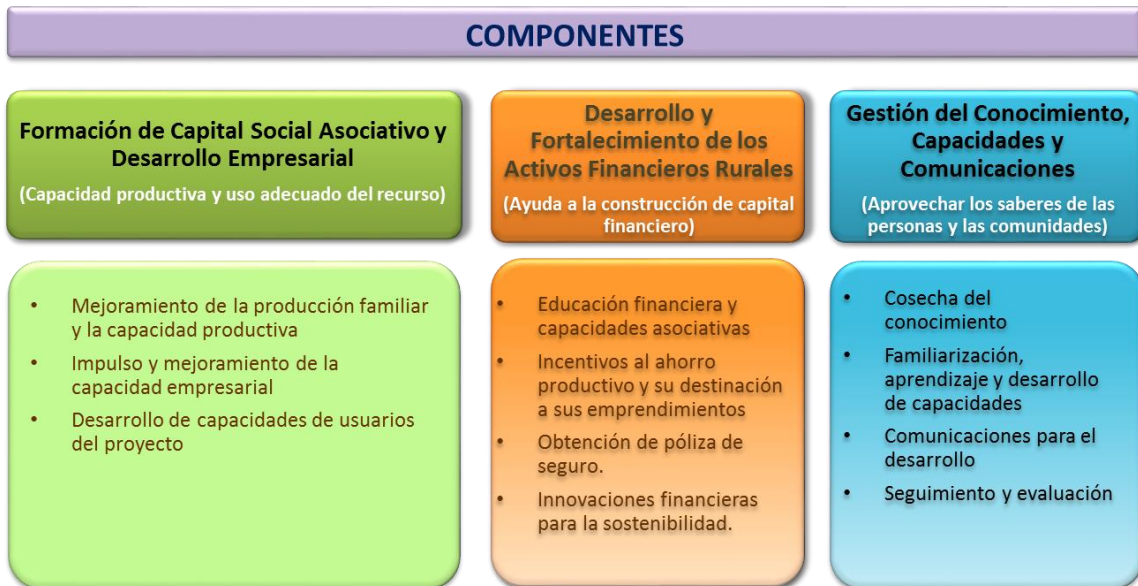 COMPONENTES
Formación de Capital Social Asociativo y
Desarrollo Empresarial
(Capacidad productiva y uso adecuado del recurso)
• Mejoramiento de la producción familiar
y la capacidad productiva
• Impulso y mejoramiento de la
capacidad empresarial
• Desarrollo de capacidades de usuarios
del proyecto
Desarrollo y
Fortalecimiento de los
Activos Financieros Rurales
(Ayuda a la construcción de capital
financiero)
• Educación financiera y
capacidades asociativas
• Incentivos al ahorro
productivo y su destinación
a sus emprendimientos
• Obtención de póliza de
seguro.
• Innovaciones financieras
para la sostenibilidad.
Gestión del Conocimiento,
Capacidades y
Comunicaciones
(Aprovechar los saberes de las
personas y las comunidades)
• Cosecha del
conocimiento
• Familiarización,
aprendizaje y desarrollo
de capacidades
• Comunicaciones para el
desarrollo
• Seguimiento y evaluación